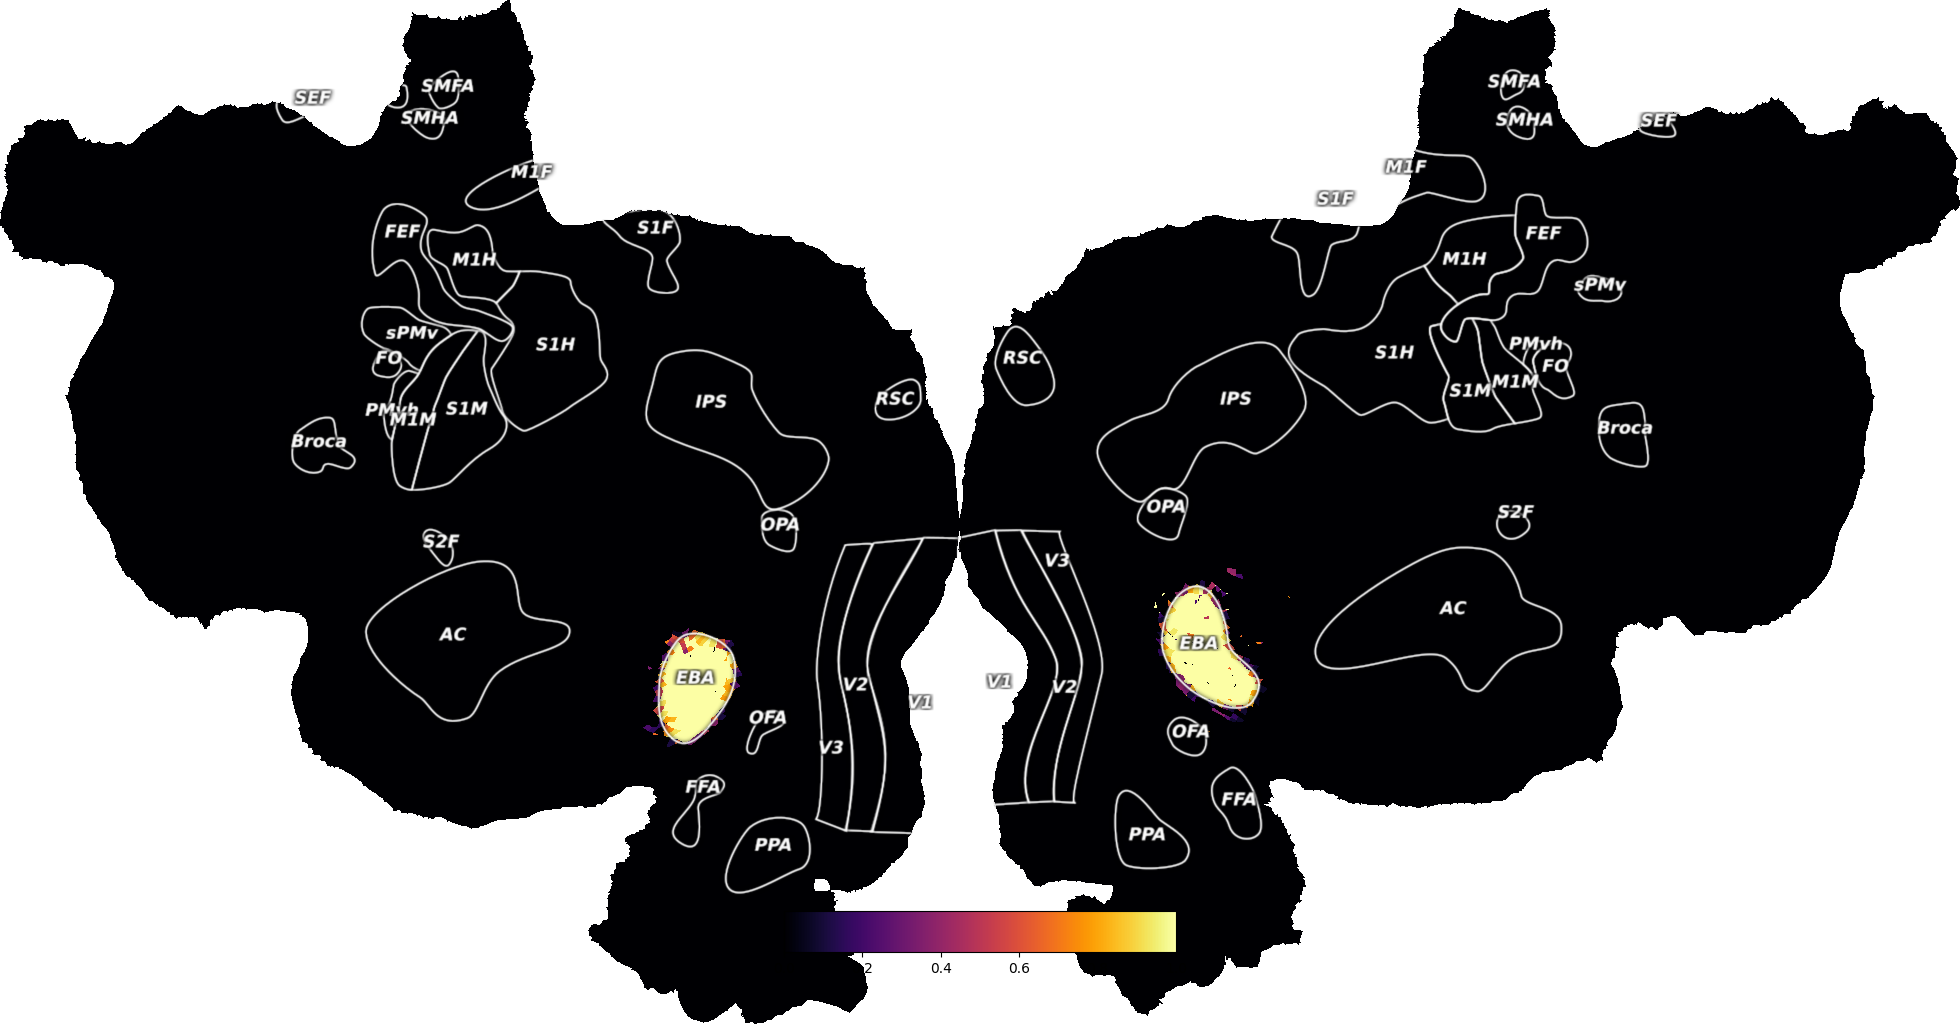 SMFA
SEF
SMHA
M1F
S1F
FEF
M1H
sPMv
S1H
FO
IPS
RSC
PMvh
M1M
S1M
Broca
OPA
S2F
AC
EBA
V2
V1
OFA
V3
FFA
PPA
SMFA
SMHA
SEF
M1F
S1F
FEF
M1H
sPMv
PMvh
S1H
RSC
FO
M1M
S1M
IPS
Broca
OPA
S2F
V3
AC
EBA
V1
V2
OFA
FFA
PPA
2 0.4 0.6